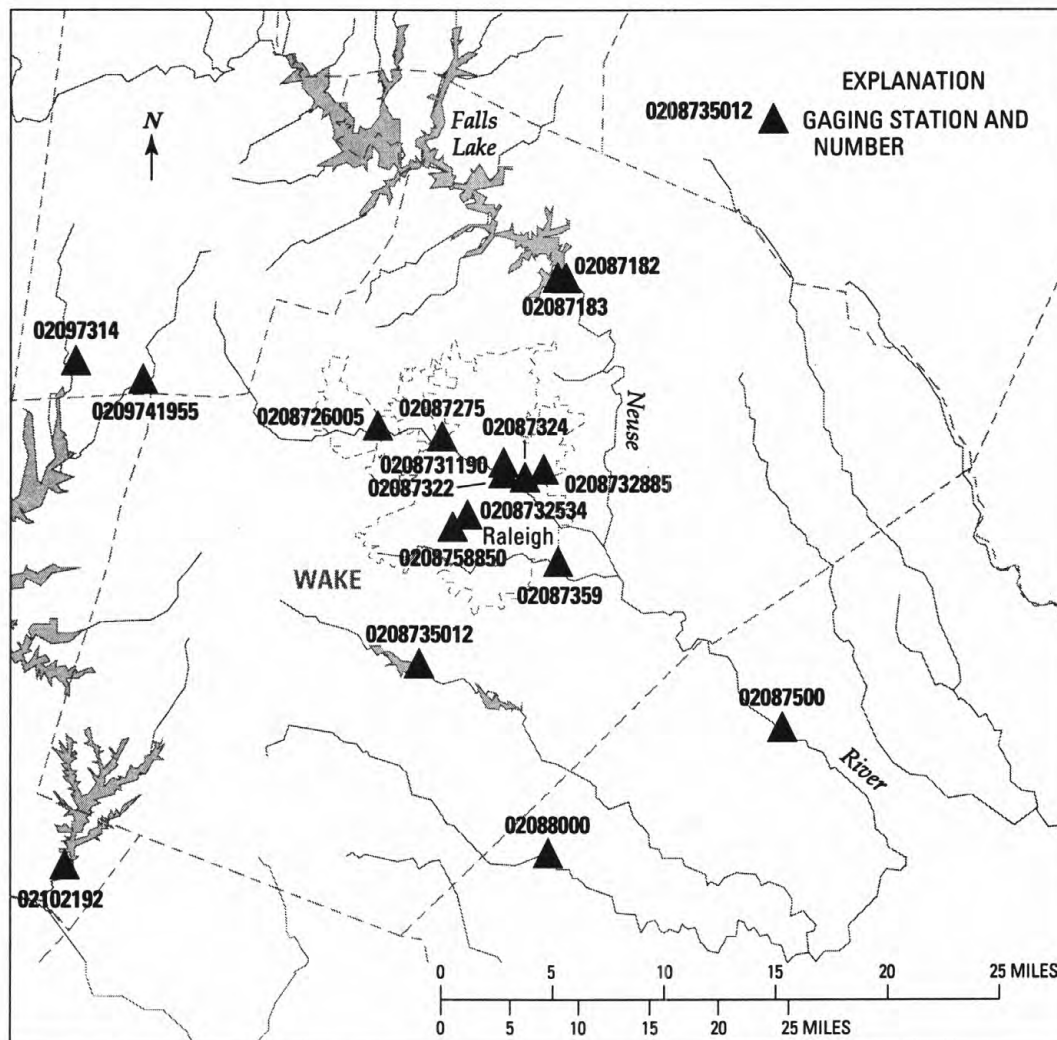 EXPLANATION
0208735012
GAGING STATION AND
NUMBER
N
Falls
Lake
02087182
02087183
02097314
0209741955
0208726005
02087275
02087324
0208731190
02087322
0208732885
0208732534
Raleigh
0208758850
02087359
Neuse
WAKE
0208735012
02087500
River
02088000
02102192
0 5 10 15 20 25 MILES
0 5 10 15 20 25 MILES